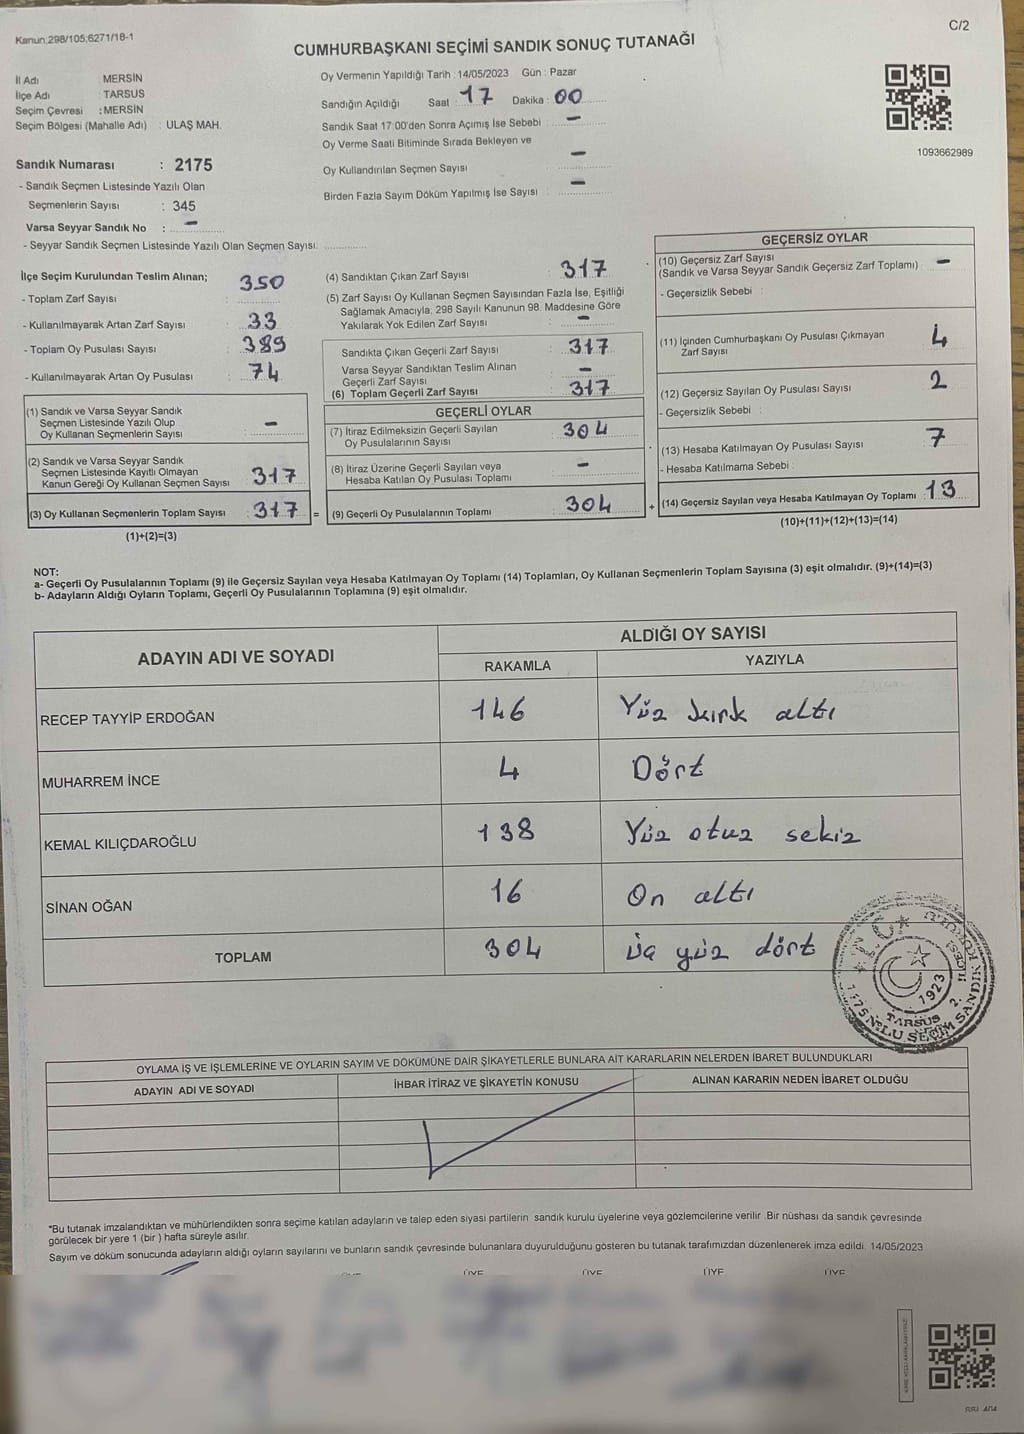 Kanun;298/105;6271/18-1
C/2
CUMHURBAŞKANI SEÇİMİ SANDIK SONUÇ TUTANAĞI
İl Adı : MERSİN
İlçe Adı : TARSUS
Seçim Çevresi : MERSİN
Seçim Bölgesi (Mahalle Adı) : ULAŞ MAH.
Sandık Numarası : 2175
- Sandık Seçmen Listesinde Yazılı Olan
Seçmenlerin Sayısı : 345
Varsa Seyyar Sandık No : -
- Seyyar Sandık Seçmen Listesinde Yazılı Olan Seçmen Sayısı: ..............
Oy Vermenin Yapıldığı Tarih : 14/05/2023 Gün : Pazar
Sandığın Açıldığı Saat : 17 Dakika : 00
Sandık Saat 17:00'den Sonra Açımış İse Sebebi : -
Oy Verme Saati Bitiminde Sırada Bekleyen ve
Oy Kullandırılan Seçmen Sayısı : -
Birden Fazla Sayım Döküm Yapılmış İse Sayısı : -
1093662989
İlçe Seçim Kurulundan Teslim Alınan;
- Toplam Zarf Sayısı : 350
- Kullanılmayarak Artan Zarf Sayısı : 33
- Toplam Oy Pusulası Sayısı : 389
- Kullanılmayarak Artan Oy Pusulası : 74
(1) Sandık ve Varsa Seyyar Sandık
Seçmen Listesinde Yazılı Olup
Oy Kullanan Seçmenlerin Sayısı : -
(2) Sandık ve Varsa Seyyar Sandık
Seçmen Listesinde Kayıtlı Olmayan
Kanun Gereği Oy Kullanan Seçmen Sayısı : 317
(3) Oy Kullanan Seçmenlerin Toplam Sayısı : 317 =
(1)+(2)=(3)
(4) Sandıktan Çıkan Zarf Sayısı : 317
(5) Zarf Sayısı Oy Kullanan Seçmen Sayısından Fazla İse, Eşitliği
Sağlamak Amacıyla; 298 Sayılı Kanunun 98. Maddesine Göre
Yakılarak Yok Edilen Zarf Sayısı : -
Sandıkta Çıkan Geçerli Zarf Sayısı : 317
Varsa Seyyar Sandıktan Teslim Alınan
Geçerli Zarf Sayısı : -
(6) Toplam Geçerli Zarf Sayısı : 317
GEÇERLİ OYLAR
(7) İtiraz Edilmeksizin Geçerli Sayılan
Oy Pusulalarının Sayısı : 304
(8) İtiraz Üzerine Geçerli Sayılan veya
Hesaba Katılan Oy Pusulası Toplamı : -
(9) Geçerli Oy Pusulalarının Toplamı : 304 +
GEÇERSİZ OYLAR
(10) Geçersiz Zarf Sayısı
(Sandık ve Varsa Seyyar Sandık Geçersiz Zarf Toplamı) -
- Geçersizlik Sebebi :
(11) İçinden Cumhurbaşkanı Oy Pusulası Çıkmayan
Zarf Sayısı 4
(12) Geçersiz Sayılan Oy Pusulası Sayısı 2
- Geçersizlik Sebebi :
(13) Hesaba Katılmayan Oy Pusulası Sayısı 7
- Hesaba Katılmama Sebebi :
(14) Geçersiz Sayılan veya Hesaba Katılmayan Oy Toplamı : 13
(10)+(11)+(12)+(13)=(14)
NOT:
a- Geçerli Oy Pusulalarının Toplamı (9) ile Geçersiz Sayılan veya Hesaba Katılmayan Oy Toplamı (14) Toplamları, Oy Kullanan Seçmenlerin Toplam Sayısına (3) eşit olmalıdır. (9)+(14)=(3)
b- Adayların Aldığı Oyların Toplamı, Geçerli Oy Pusulalarının Toplamına (9) eşit olmalıdır.
ADAYIN ADI VE SOYADI
ALDIĞI OY SAYISI
RAKAMLA YAZIYLA
RECEP TAYYİP ERDOĞAN 146 Yüz kırk altı
MUHARREM İNCE 4 Dört
KEMAL KILIÇDAROĞLU 138 Yüz otuz sekiz
SİNAN OĞAN 16 On altı
TOPLAM 304 üç yüz dört
T.C.
1923
TARSUS 2.
OYLAMA İŞ VE İŞLEMLERİNE VE OYLARIN SAYIM VE DÖKÜMÜNE DAİR ŞİKAYETLERLE BUNLARA AİT KARARLARIN NELERDEN İBARET BULUNDUKLARI
ADAYIN ADI VE SOYADI İHBAR İTİRAZ VE ŞİKAYETİN KONUSU ALINAN KARARIN NEDEN İBARET OLDUĞU
*Bu tutanak imzalandıktan ve mühürlendikten sonra seçime katılan adayların ve talep eden siyasi partilerin sandık kurulu üyelerine veya gözlemcilerine verilir .Bir nüshası da sandık çevresinde
görülecek bir yere 1 (bir ) hafta süreyle asılır.
Sayım ve döküm sonucunda adayların aldığı oyların sayılarını ve bunların sandık çevresinde bulunanlara duyurulduğunu gösteren bu tutanak tarafımızdan düzenlenerek imza edildi. 14/05/2023
ÜYE ÜYE ÜYE ÜYE